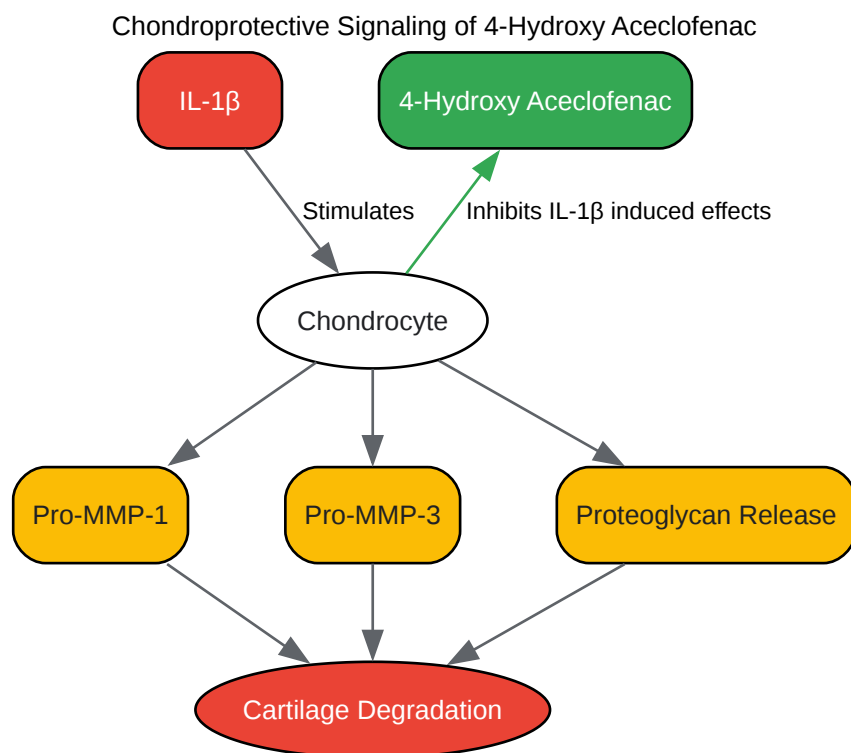 Chondroprotective Signaling of 4-Hydroxy Aceclofenac
IL-1β
4-Hydroxy Aceclofenac
Stimulates
Inhibits IL-1β induced effects
Chondrocyte
Pro-MMP-1
Pro-MMP-3
Proteoglycan Release
Cartilage Degradation